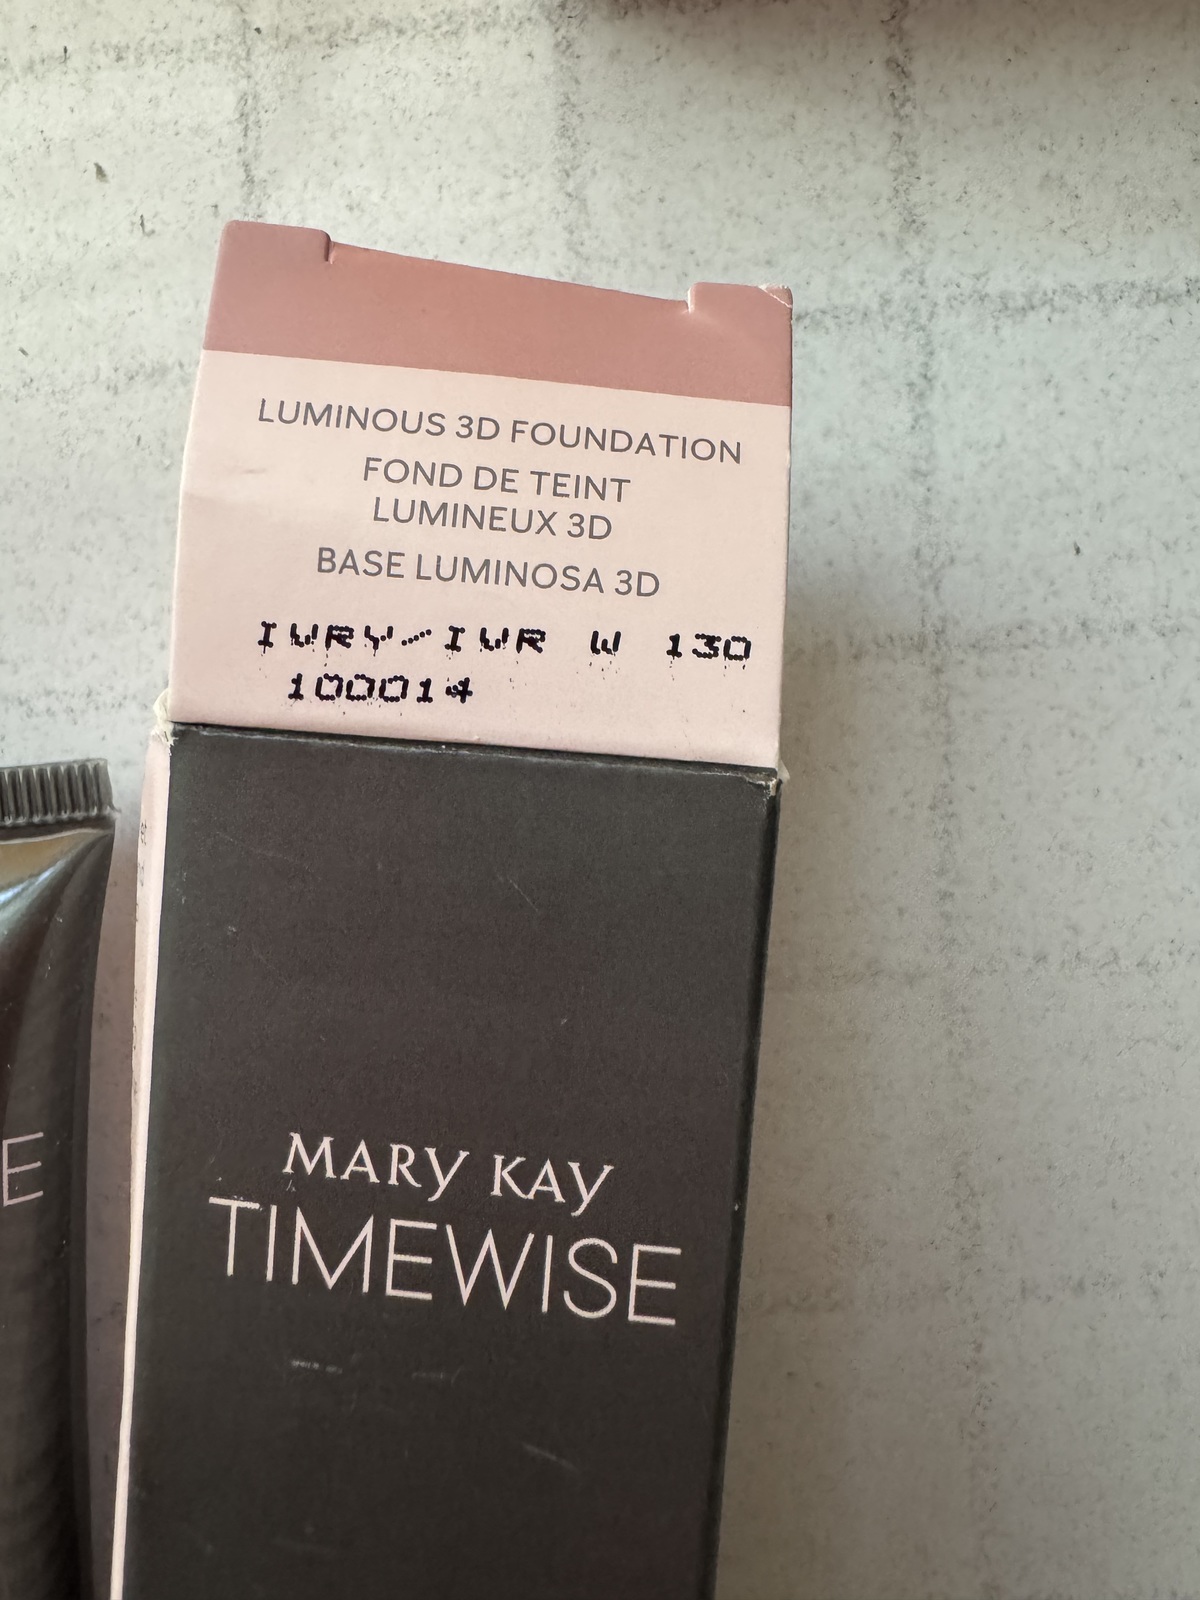 LUMINOUS 3D FOUNDATION
FOND DE TEINT
LUMINEUX 3D
BASE LUMINOSA 3D
IVRY/IVR W 130
100014
MARY KAY
TIMEWISE
E